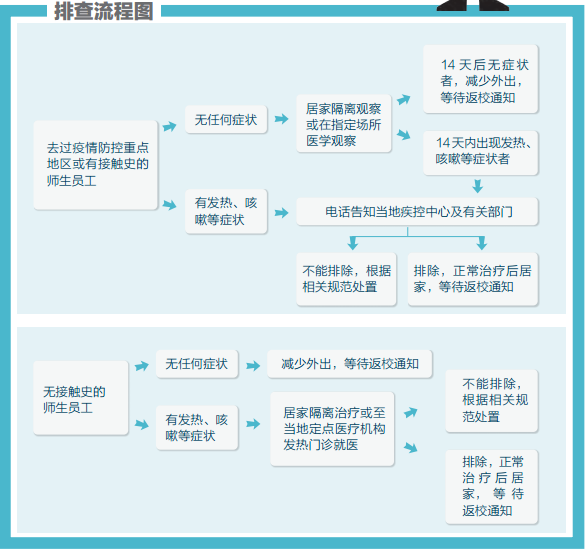 排查流程图
去过疫情防控重点
地区或有接触史的
师生员工
无任何症状
居家隔离观察
或在指定场所
医学观察
14天后无症状
者，减少外出，
等待返校通知
14天内出现发热、
咳嗽等症状者
有发热、咳
嗽等症状
电话告知当地疾控中心及有关部门
不能排除，根据
相关规范处置
排除，正常治疗后居
家，等待返校通知
无接触史的
师生员工
无任何症状
减少外出，等待返校通知
有发热、咳
嗽等症状
居家隔离治疗或至
当地定点医疗机构
发热门诊就医
不能排除，
根据相关规
范处置
排除，正常
治疗后居
家，等待
返校通知